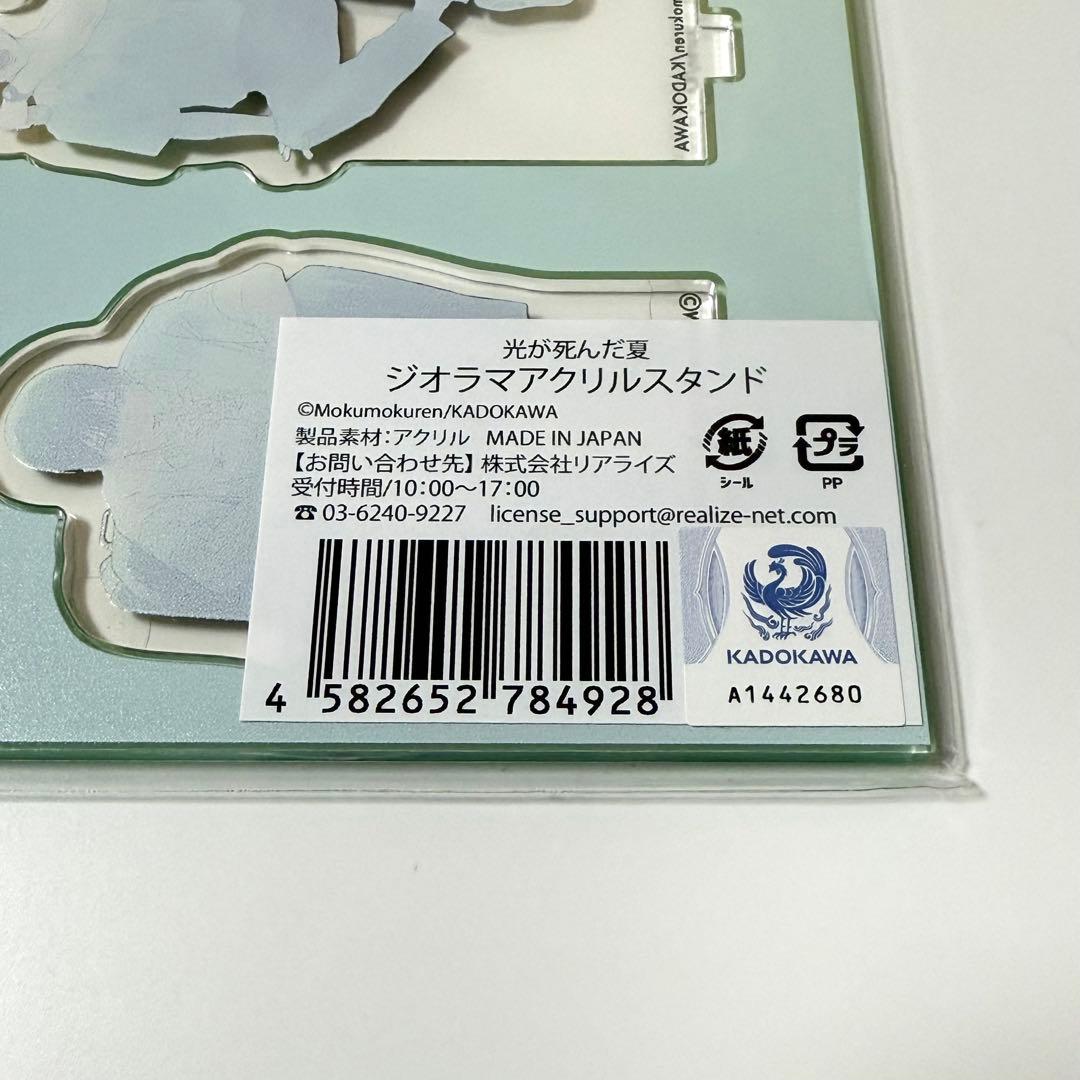 mokuren/KADOKAWA
©
光が死んだ夏
ジオラマアクリルスタンド
©Mokumokuren/KADOKAWA
製品素材:アクリル MADE IN JAPAN
【お問い合わせ先】株式会社リアライズ
受付時間/10:00〜17:00
☎03-6240-9227 license_support@realize-net.com
紙
シール
プラ
PP
4 582652 784928
KADOKAWA
A1442680